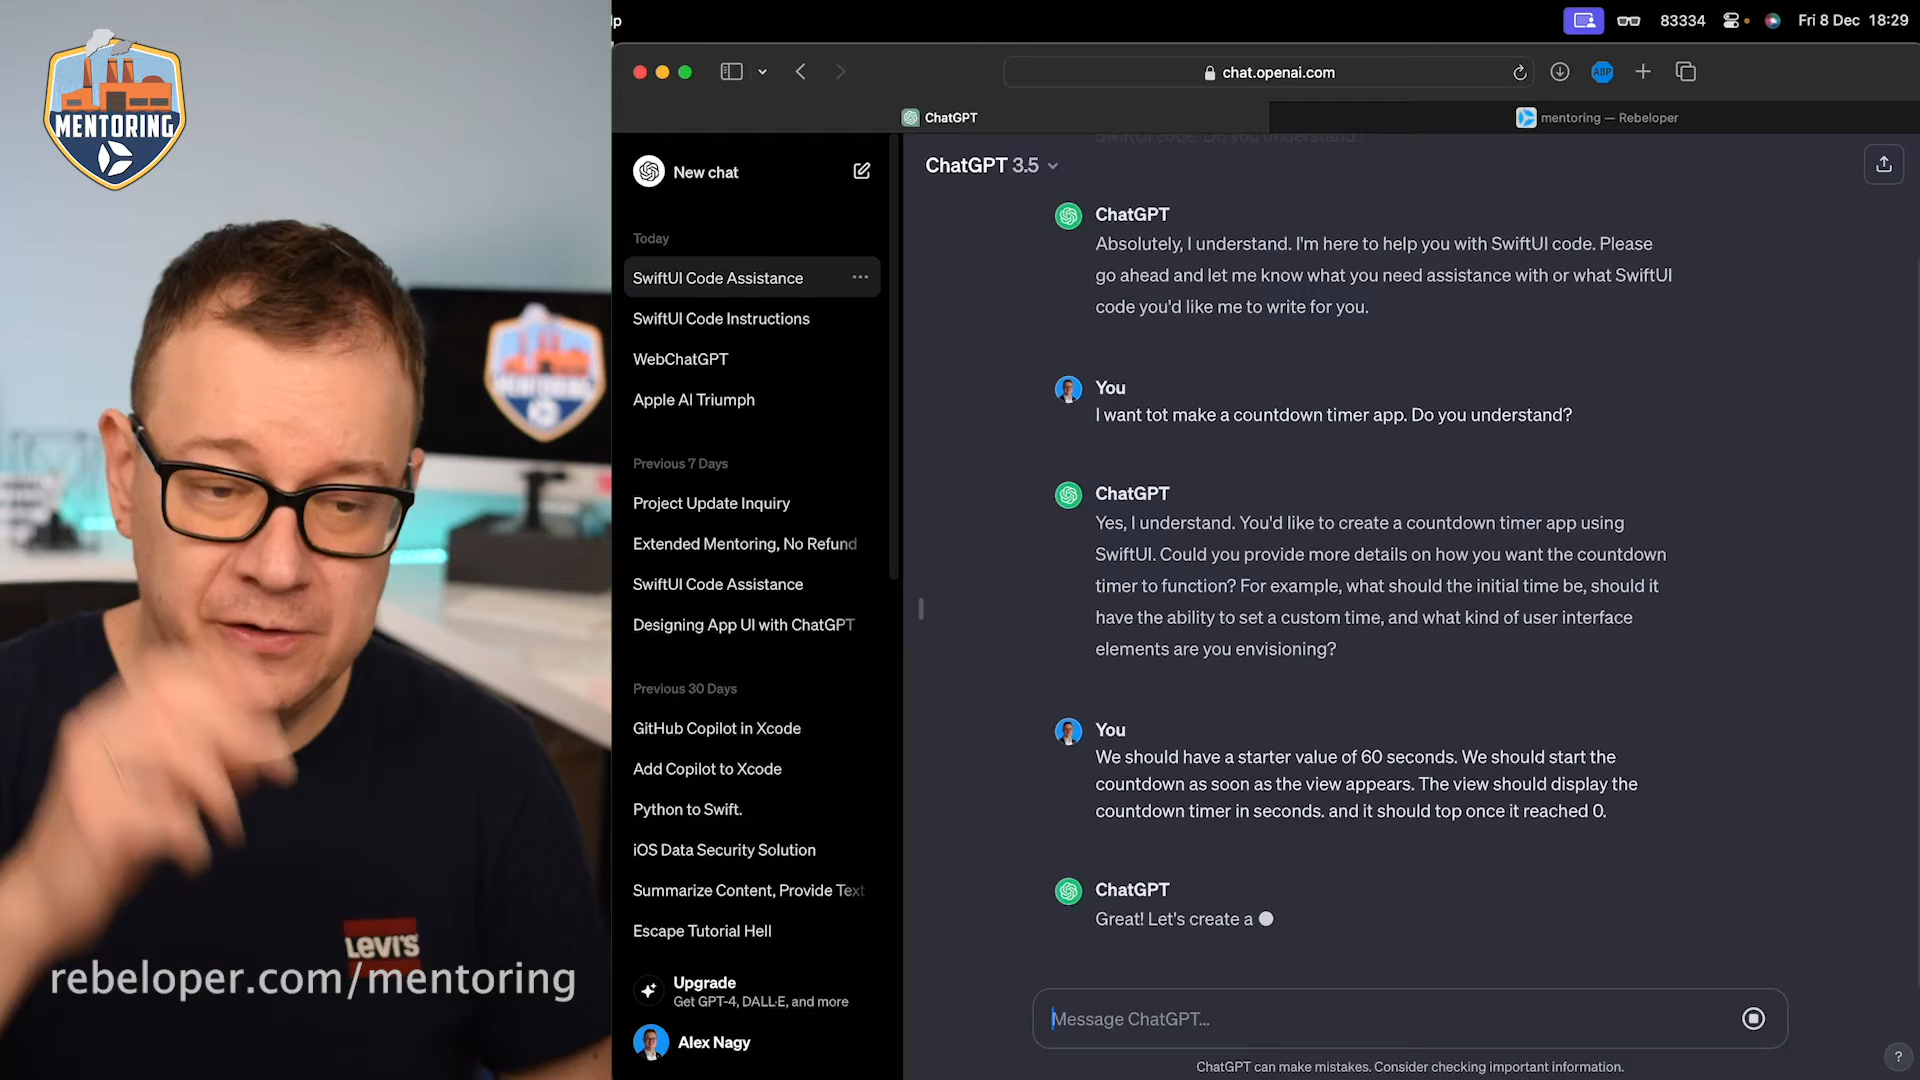 MENTORING
LEVI'S
rebeloper.com/mentoring
MENTORING
lp
83334
Fri 8 Dec 18:29
chat.openai.com
ABP
ChatGPT
mentoring — Rebeloper
New chat
Today
SwiftUI Code Assistance
SwiftUI Code Instructions
WebChatGPT
Apple AI Triumph
Previous 7 Days
Project Update Inquiry
Extended Mentoring, No Refund
SwiftUI Code Assistance
Designing App UI with ChatGPT
Previous 30 Days
GitHub Copilot in Xcode
Add Copilot to Xcode
Python to Swift.
iOS Data Security Solution
Summarize Content, Provide Text
Escape Tutorial Hell
Upgrade
Get GPT-4, DALL·E, and more
Alex Nagy
SwiftUI code. Do you understand?
ChatGPT 3.5
ChatGPT
Absolutely, I understand. I'm here to help you with SwiftUI code. Please
go ahead and let me know what you need assistance with or what SwiftUI
code you'd like me to write for you.
You
I want tot make a countdown timer app. Do you understand?
ChatGPT
Yes, I understand. You'd like to create a countdown timer app using
SwiftUI. Could you provide more details on how you want the countdown
timer to function? For example, what should the initial time be, should it
have the ability to set a custom time, and what kind of user interface
elements are you envisioning?
You
We should have a starter value of 60 seconds. We should start the
countdown as soon as the view appears. The view should display the
countdown timer in seconds. and it should top once it reached 0.
ChatGPT
Great! Let's create a
Message ChatGPT...
ChatGPT can make mistakes. Consider checking important information.
?